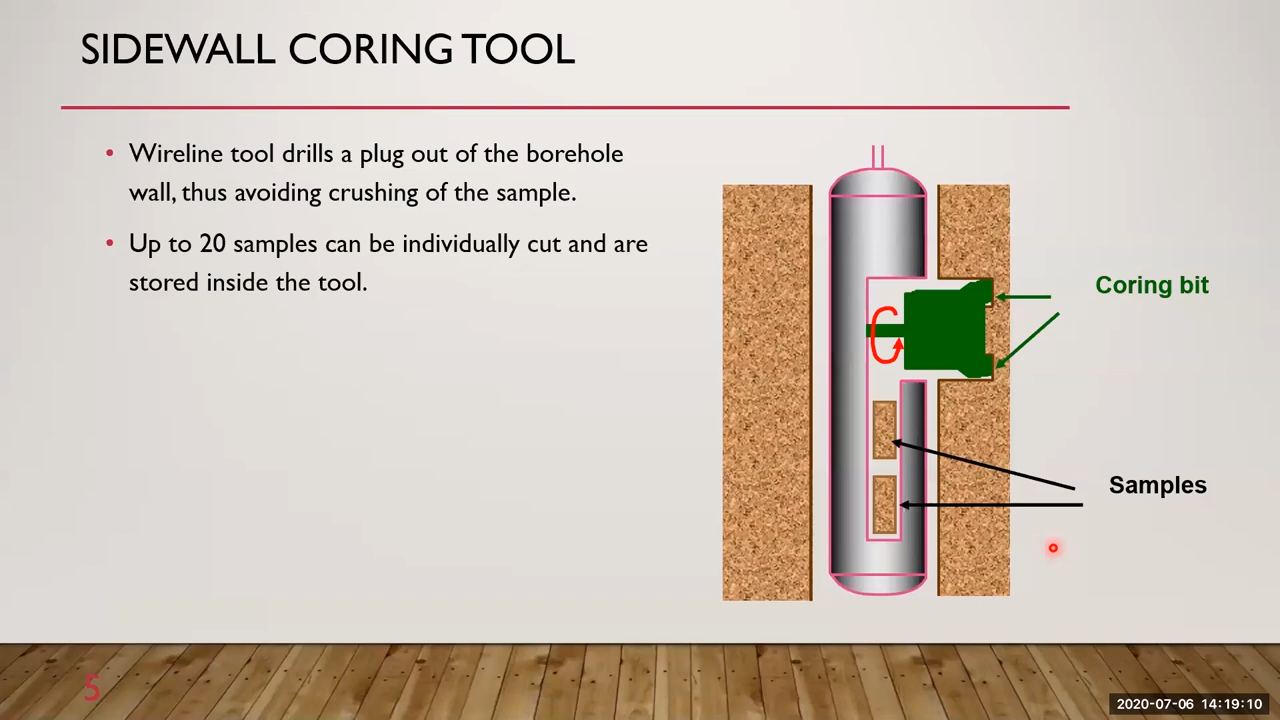 SIDEWALL CORING TOOL
• Wireline tool drills a plug out of the borehole
wall, thus avoiding crushing of the sample.
• Up to 20 samples can be individually cut and are
stored inside the tool.
Coring bit
Samples
5
2020-07-06 14:19:10